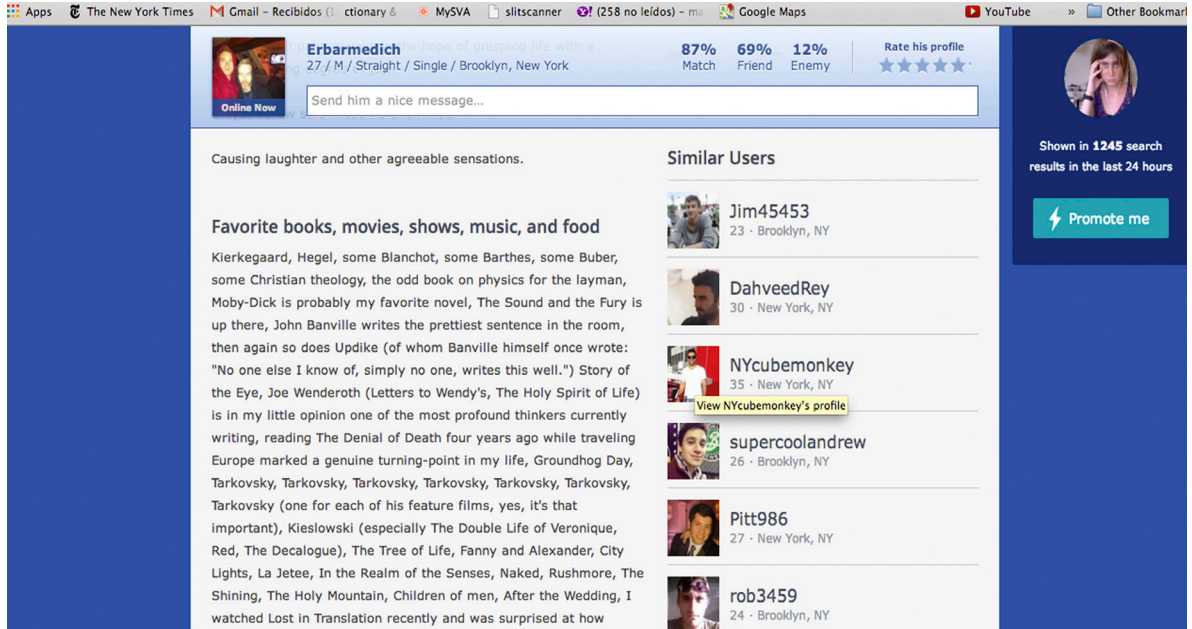 Apps The New York Times Gmail – Recibidos (1 ctionary & MySVA slitscanner (258 no leídos) – ma Google Maps YouTube » Other Bookmark
the hope of grasping life with a
Erbarmedich
27 / M / Straight / Single / Brooklyn, New York
87% Match
69% Friend
12% Enemy
Rate his profile
Online Now
Send him a nice message...
Causing laughter and other agreeable sensations.
Favorite books, movies, shows, music, and food
Kierkegaard, Hegel, some Blanchot, some Barthes, some Buber,
some Christian theology, the odd book on physics for the layman,
Moby-Dick is probably my favorite novel, The Sound and the Fury is
up there, John Banville writes the prettiest sentence in the room,
then again so does Updike (of whom Banville himself once wrote:
"No one else I know of, simply no one, writes this well.") Story of
the Eye, Joe Wenderoth (Letters to Wendy's, The Holy Spirit of Life)
is in my little opinion one of the most profound thinkers currently
writing, reading The Denial of Death four years ago while traveling
Europe marked a genuine turning-point in my life, Groundhog Day,
Tarkovsky, Tarkovsky, Tarkovsky, Tarkovsky, Tarkovsky, Tarkovsky,
Tarkovsky (one for each of his feature films, yes, it's that
important), Kieslowski (especially The Double Life of Veronique,
Red, The Decalogue), The Tree of Life, Fanny and Alexander, City
Lights, La Jetee, In the Realm of the Senses, Naked, Rushmore, The
Shining, The Holy Mountain, Children of men, After the Wedding, I
watched Lost in Translation recently and was surprised at how
Similar Users
Jim45453
23 · Brooklyn, NY
DahveedRey
30 · New York, NY
NYcubemonkey
35 · New York, NY
View NYcubemonkey's profile
supercoolandrew
26 · Brooklyn, NY
Pitt986
27 · New York, NY
rob3459
24 · Brooklyn, NY
Shown in 1245 search
results in the last 24 hours
Promote me